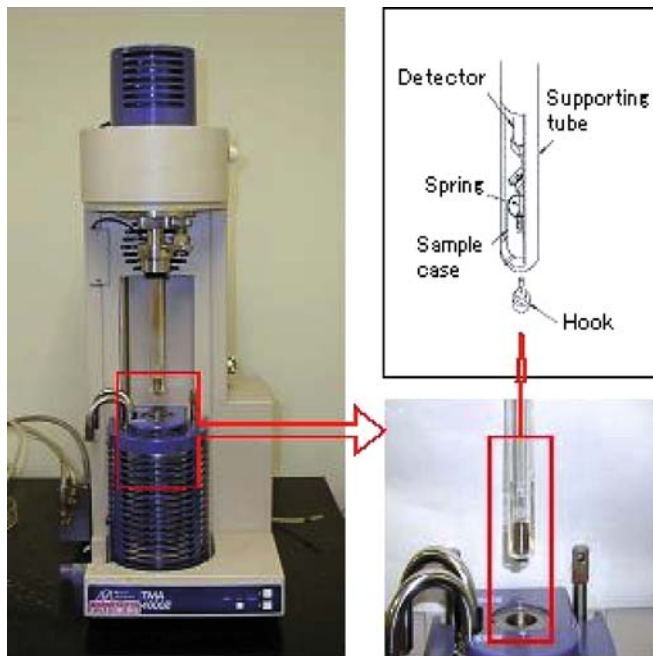 Detector
Supporting
tube
Spring
Sample
case
Hook
TMA